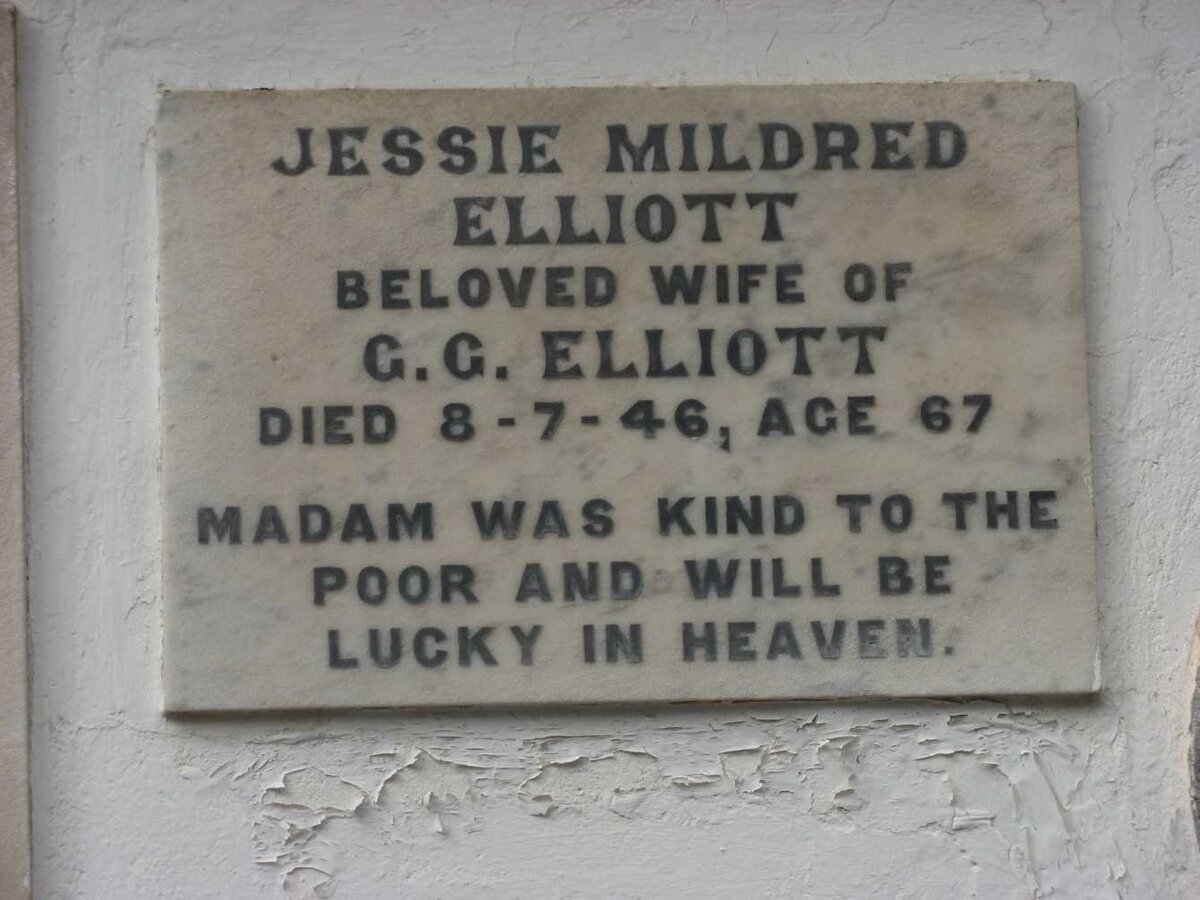 JESSIE MILDRED
ELLIOTT
BELOVED WIFE OF
G.G. ELLIOTT
DIED 8-7-46, AGE 67
MADAM WAS KIND TO THE
POOR AND WILL BE
LUCKY IN HEAVEN.